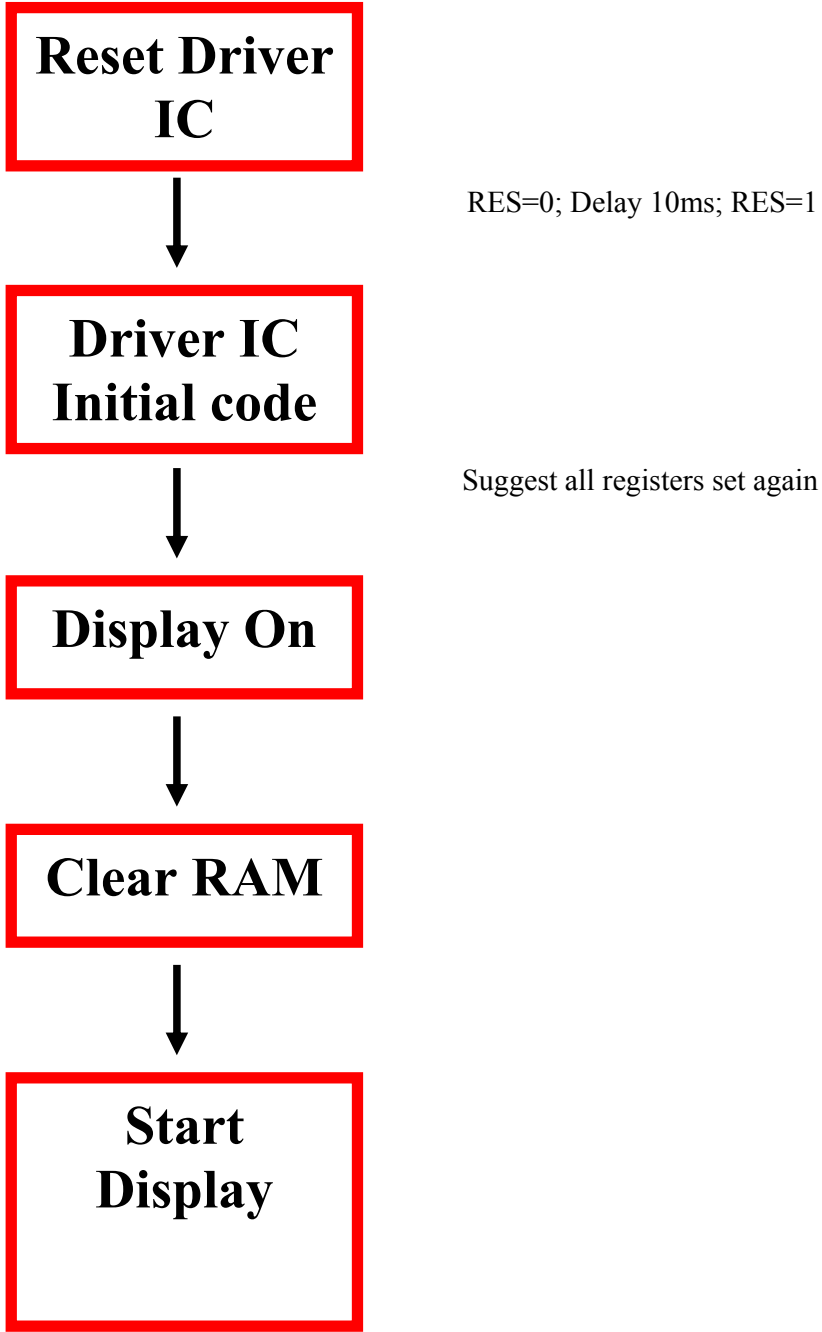 Reset Driver
IC
RES=0; Delay 10ms; RES=1
Driver IC
Initial code
Suggest all registers set again
Display On
Clear RAM
Start
Display